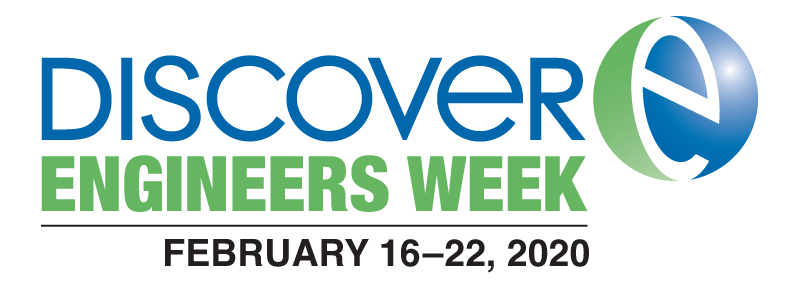 DISCOVER e
ENGINEERS WEEK
FEBRUARY 16–22, 2020